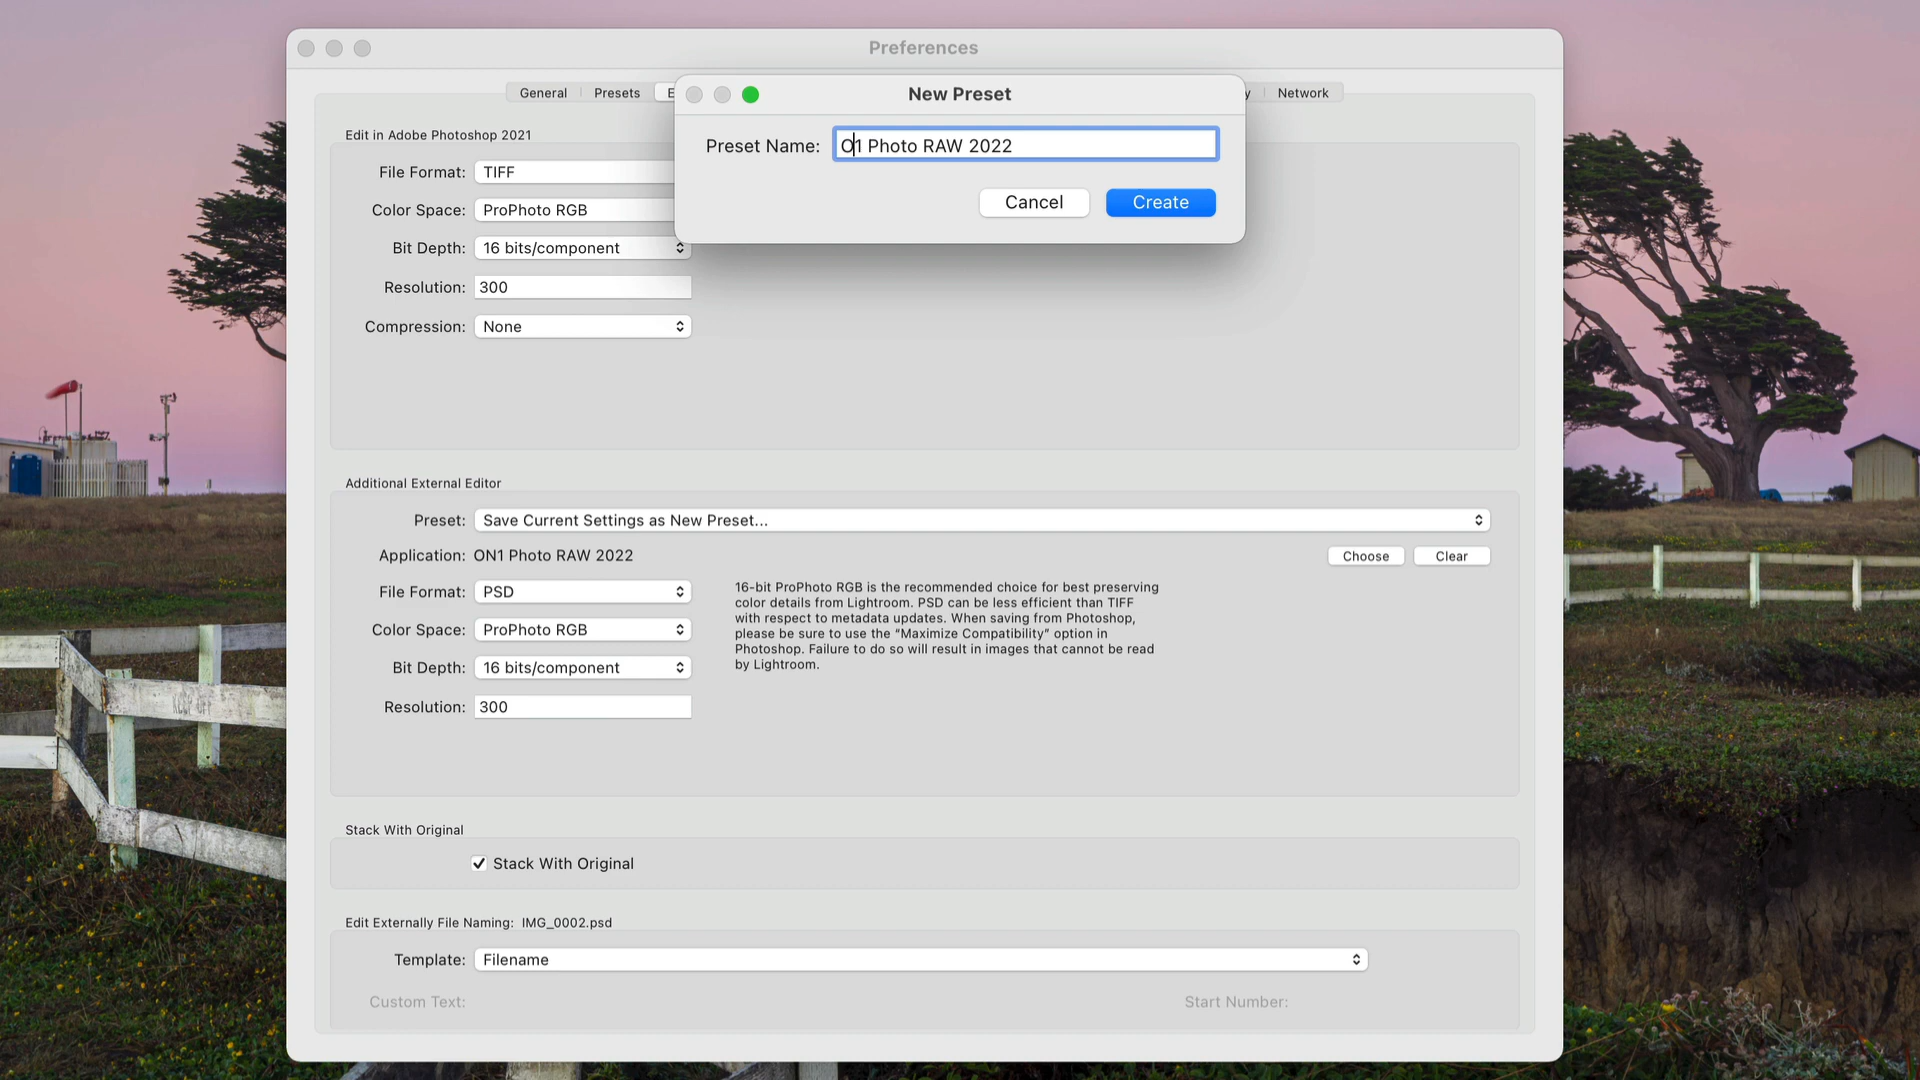 Preferences
General
Presets
E
y
Network
New Preset
Preset Name: O1 Photo RAW 2022
Cancel
Create
Edit in Adobe Photoshop 2021
File Format: TIFF
Color Space: ProPhoto RGB
Bit Depth: 16 bits/component
Resolution: 300
Compression: None
Additional External Editor
Preset: Save Current Settings as New Preset...
Application: ON1 Photo RAW 2022
Choose
Clear
File Format: PSD
Color Space: ProPhoto RGB
Bit Depth: 16 bits/component
Resolution: 300
16-bit ProPhoto RGB is the recommended choice for best preserving
color details from Lightroom. PSD can be less efficient than TIFF
with respect to metadata updates. When saving from Photoshop,
please be sure to use the “Maximize Compatibility” option in
Photoshop. Failure to do so will result in images that cannot be read
by Lightroom.
Stack With Original
Stack With Original
Edit Externally File Naming: IMG_0002.psd
Template: Filename
Custom Text:
Start Number:
KEEP OFF